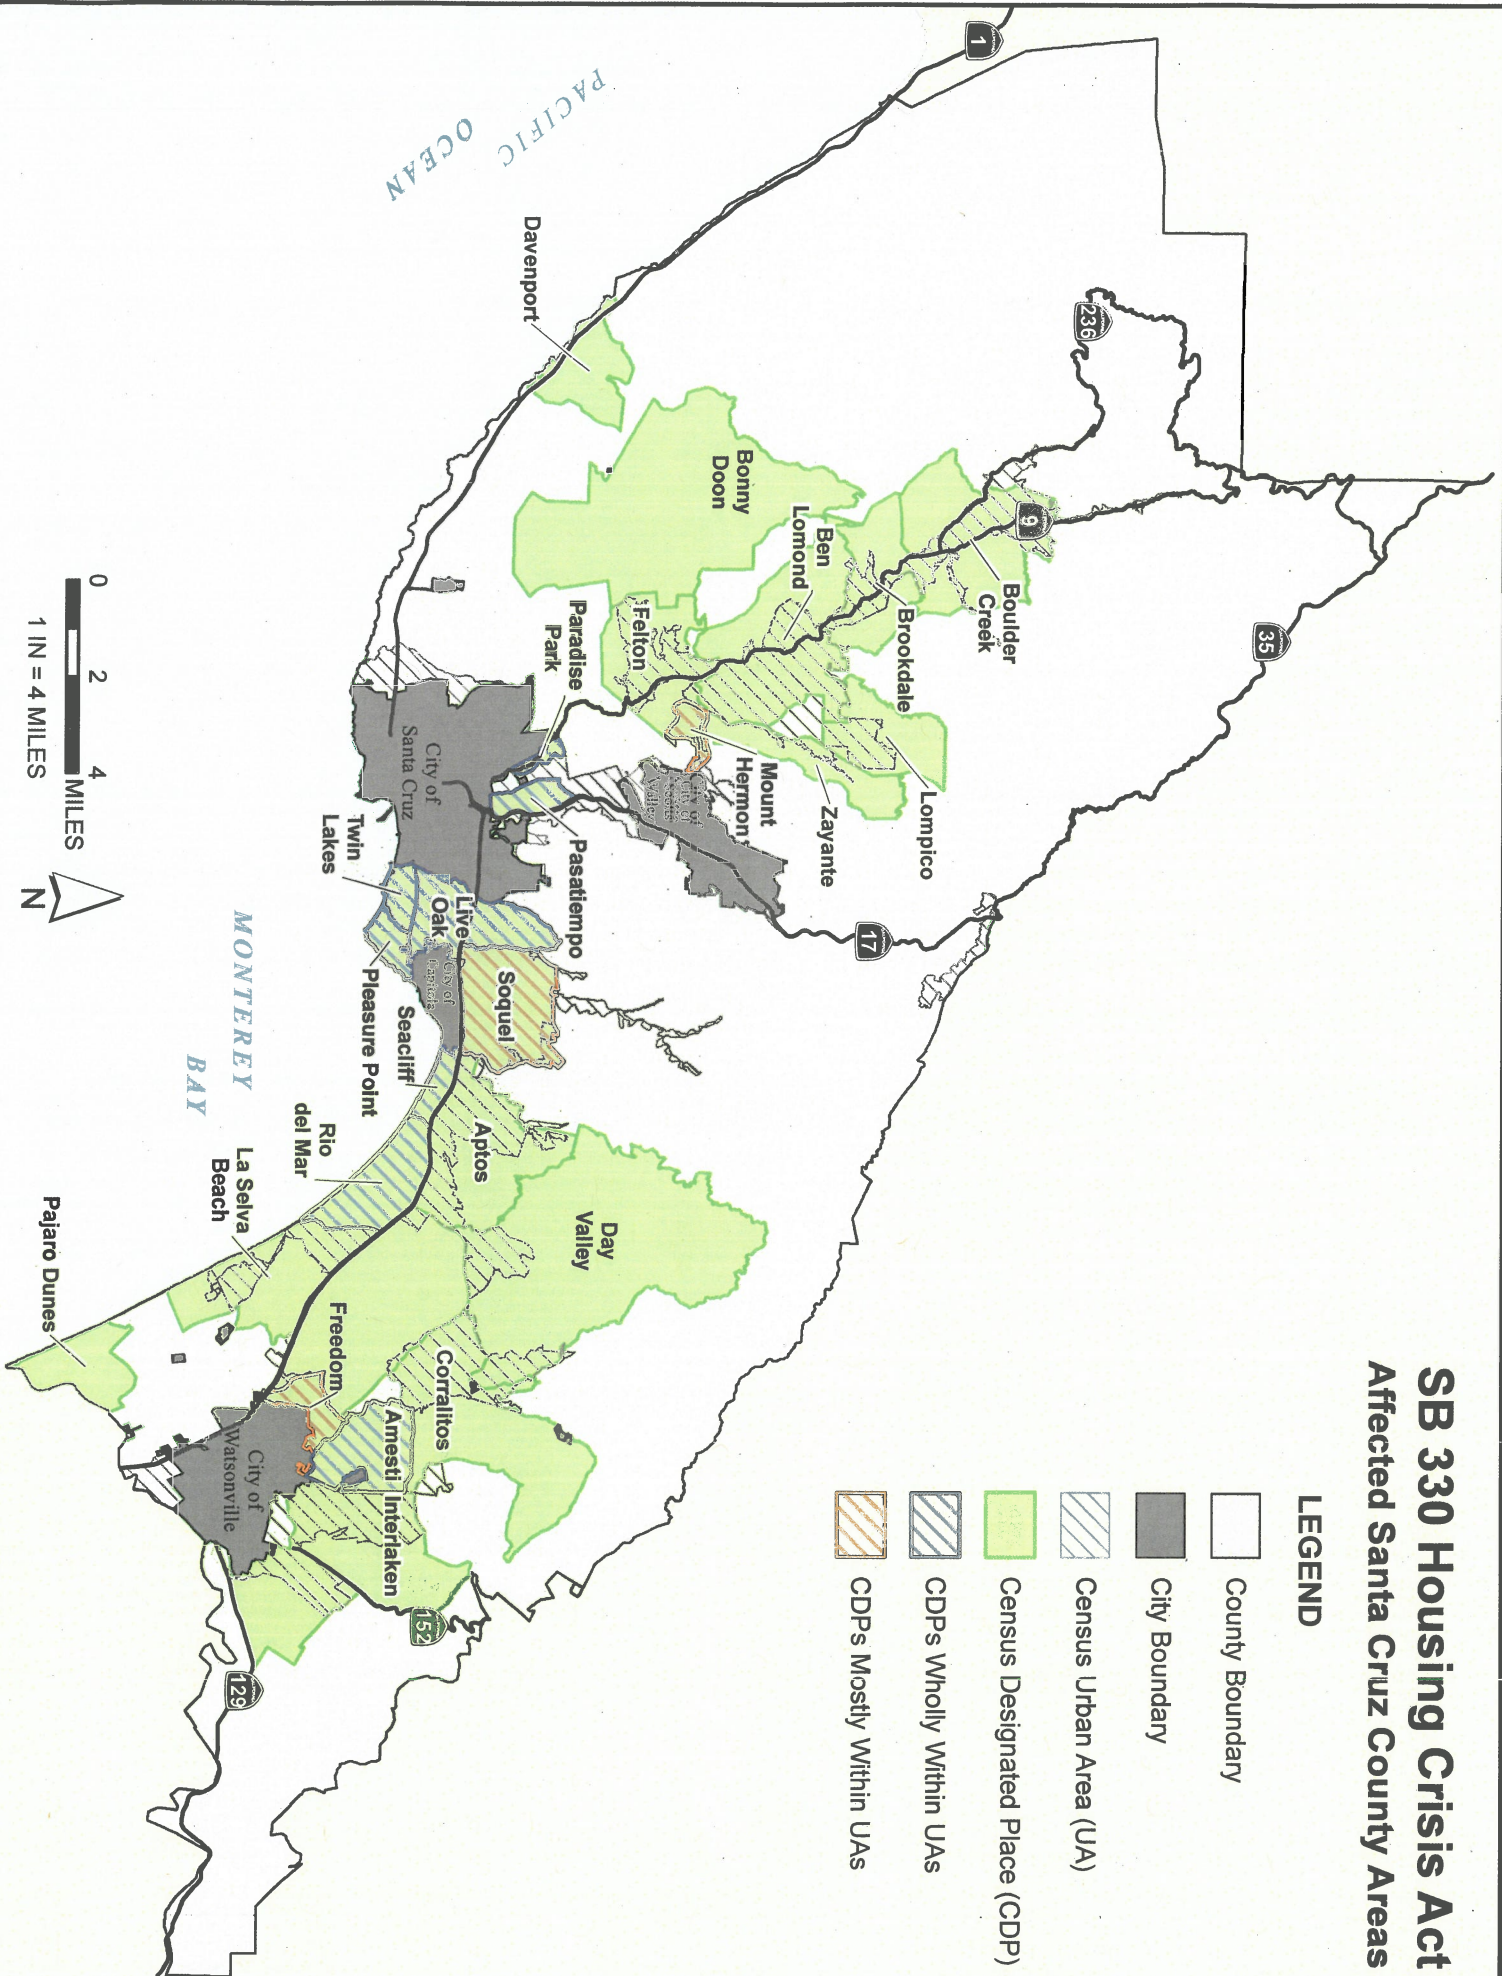 SB 330 Housing Crisis Act
Affected Santa Cruz County Areas
LEGEND
County Boundary
City Boundary
Census Urban Area (UA)
Census Designated Place (CDP)
CDPs Wholly Within UAs
CDPs Mostly Within UAs
1
236
9
35
17
152
129
PACIFIC
OCEAN
Davenport
Bonny
Doon
Boulder
Creek
Ben
Lomond
Brookdale
Lompico
Felton
Zayante
Mount
Hermon
Paradise
Park
City of
Scotts
Valley
Pasatiempo
City of
Santa Cruz
Live
Oak
Twin
Lakes
Soquel
City of
Capitola
Pleasure Point
Seacliff
Aptos
Day
Valley
Rio
del Mar
La Selva
Beach
Freedom
Corralitos
Amesti
Interlaken
Pajaro Dunes
City of
Watsonville
MONTEREY
BAY
0 2 4
MILES
1 IN = 4 MILES
N